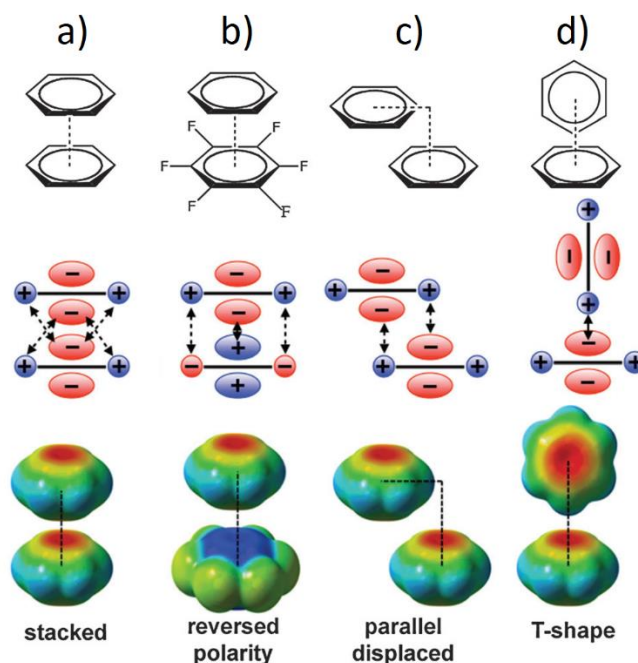 a) b) c) d)
F F
F F
F F
+ - + + - + + - + +
- - - - -
- + - +
+ - + - + - + - + + - +
- + - -
stacked reversed polarity parallel displaced T-shape